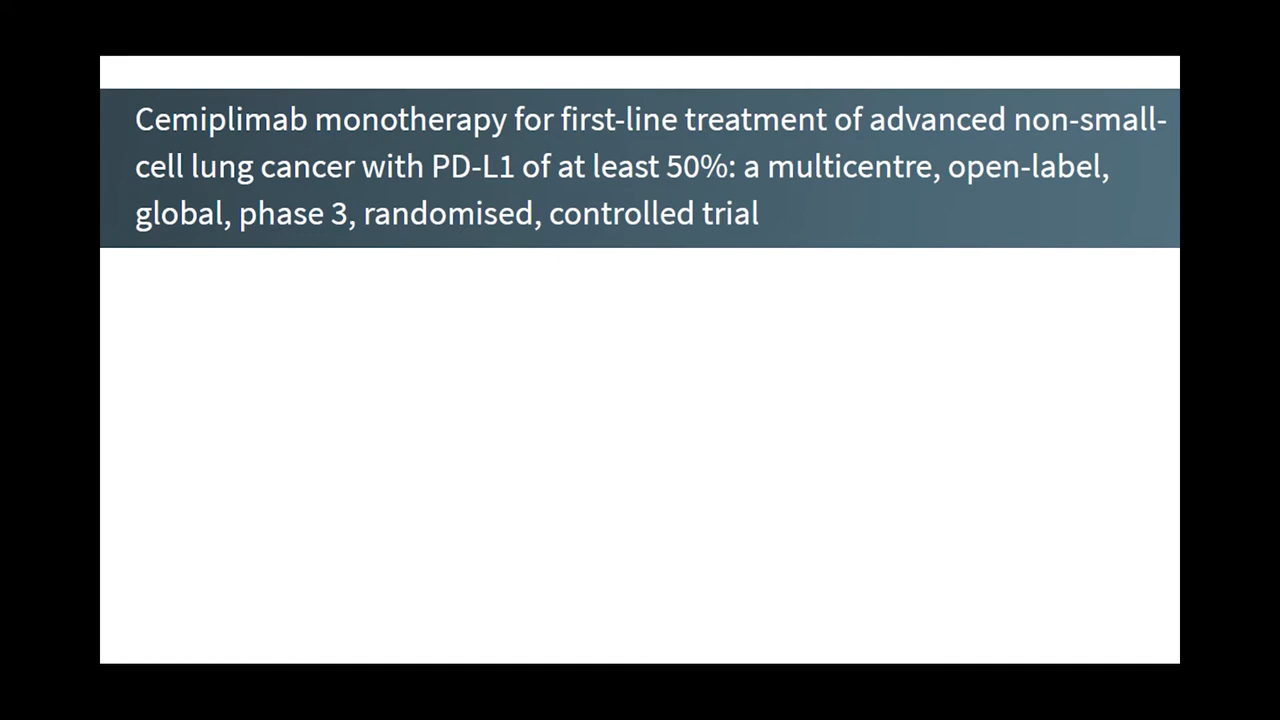 Cemiplimab monotherapy for first-line treatment of advanced non-small-
cell lung cancer with PD-L1 of at least 50%: a multicentre, open-label,
global, phase 3, randomised, controlled trial